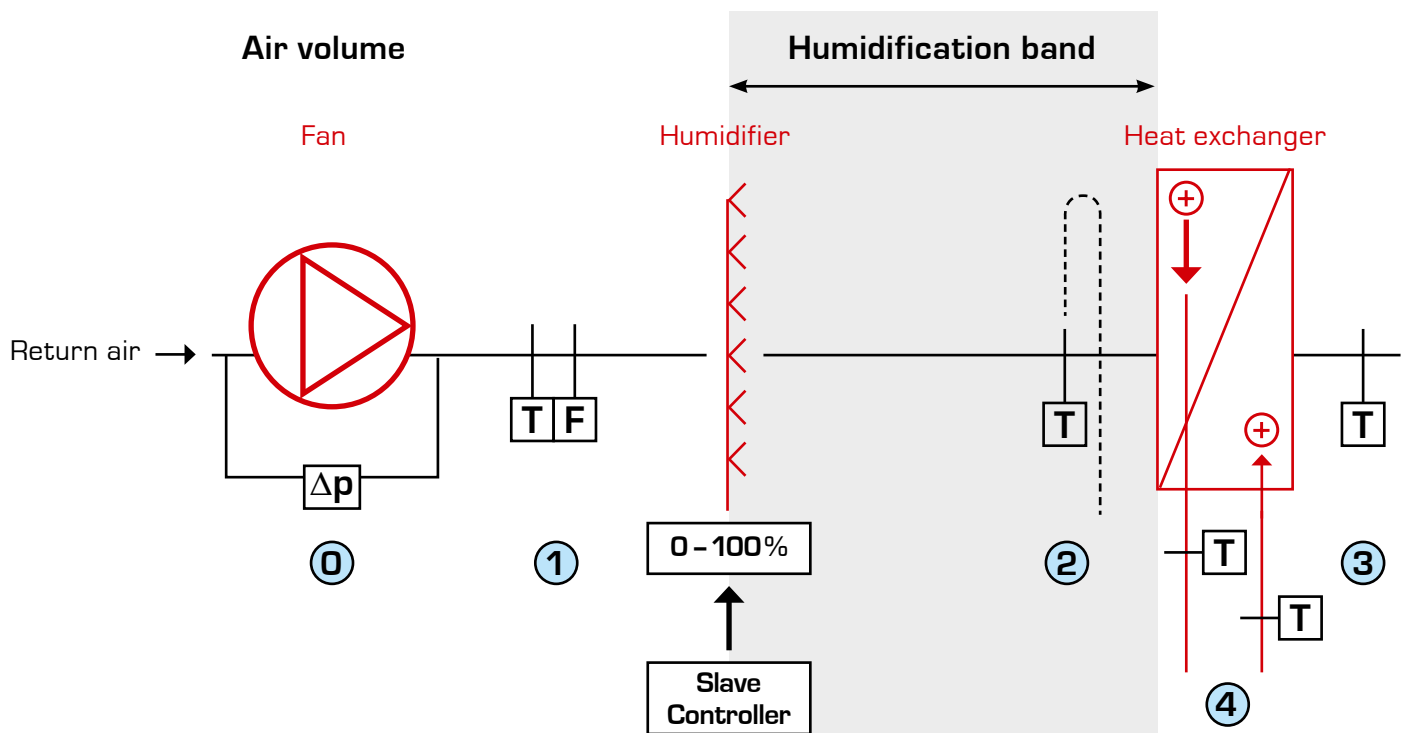 Air volume
Humidification band
Fan
Humidifier
Heat exchanger
Return air
T F
T
T
Δp
0 – 100%
0
1
2
3
T
T
Slave
Controller
4